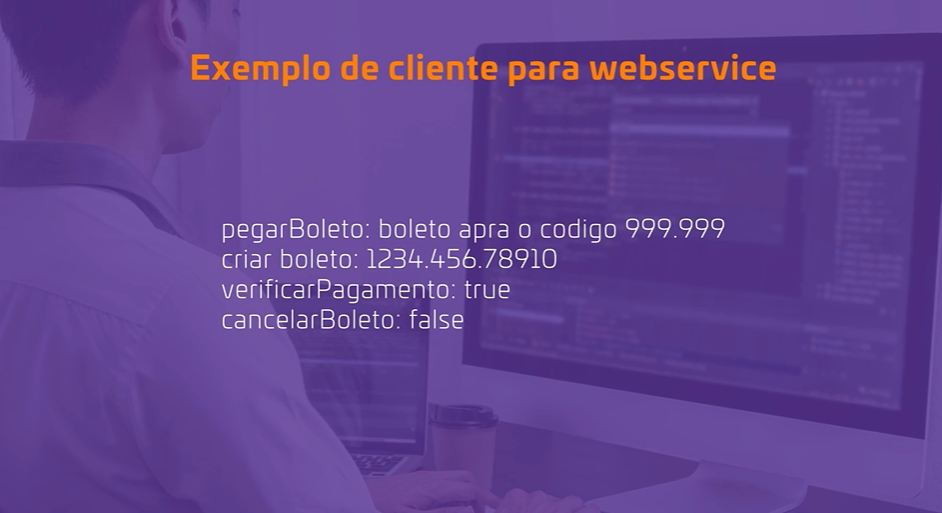 Exemplo de cliente para webservice
pegarBoleto: boleto apra o codigo 999.999
criar boleto: 1234.456.78910
verificarPagamento: true
cancelarBoleto: false